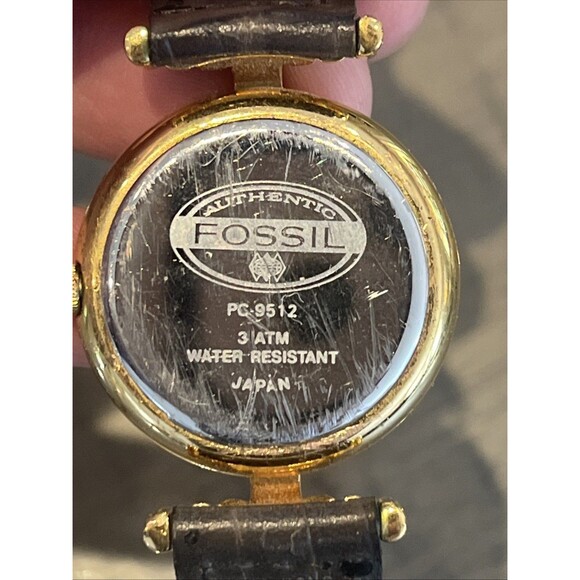 AUTHENTIC
FOSSIL
PC-9512
3 ATM
WATER RESISTANT
JAPAN